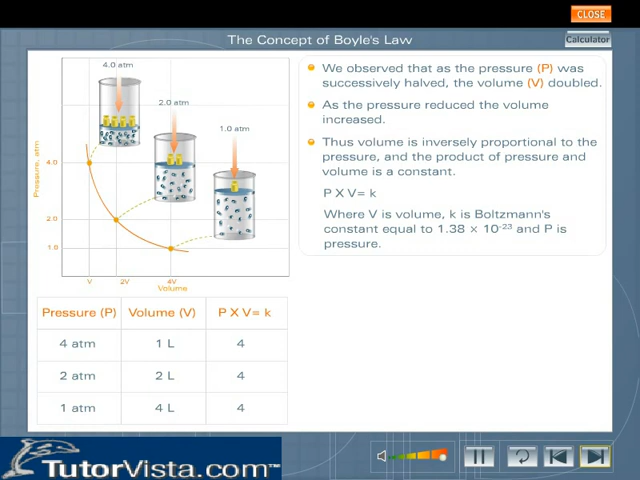 CLOSE
The Concept of Boyle's Law
Calculator
4.0 atm
2.0 atm
1.0 atm
Pressure, atm
4.0
2.0
1.0
V
2V
4V
Volume
We observed that as the pressure (P) was
successively halved, the volume (V) doubled.
As the pressure reduced the volume
increased.
Thus volume is inversely proportional to the
pressure, and the product of pressure and
volume is a constant.
P X V= k
Where V is volume, k is Boltzmann's
constant equal to 1.38 × 10⁻²³ and P is
pressure.
Pressure (P) Volume (V) P X V= k
4 atm 1 L 4
2 atm 2 L 4
1 atm 4 L 4
TutorVista.com™